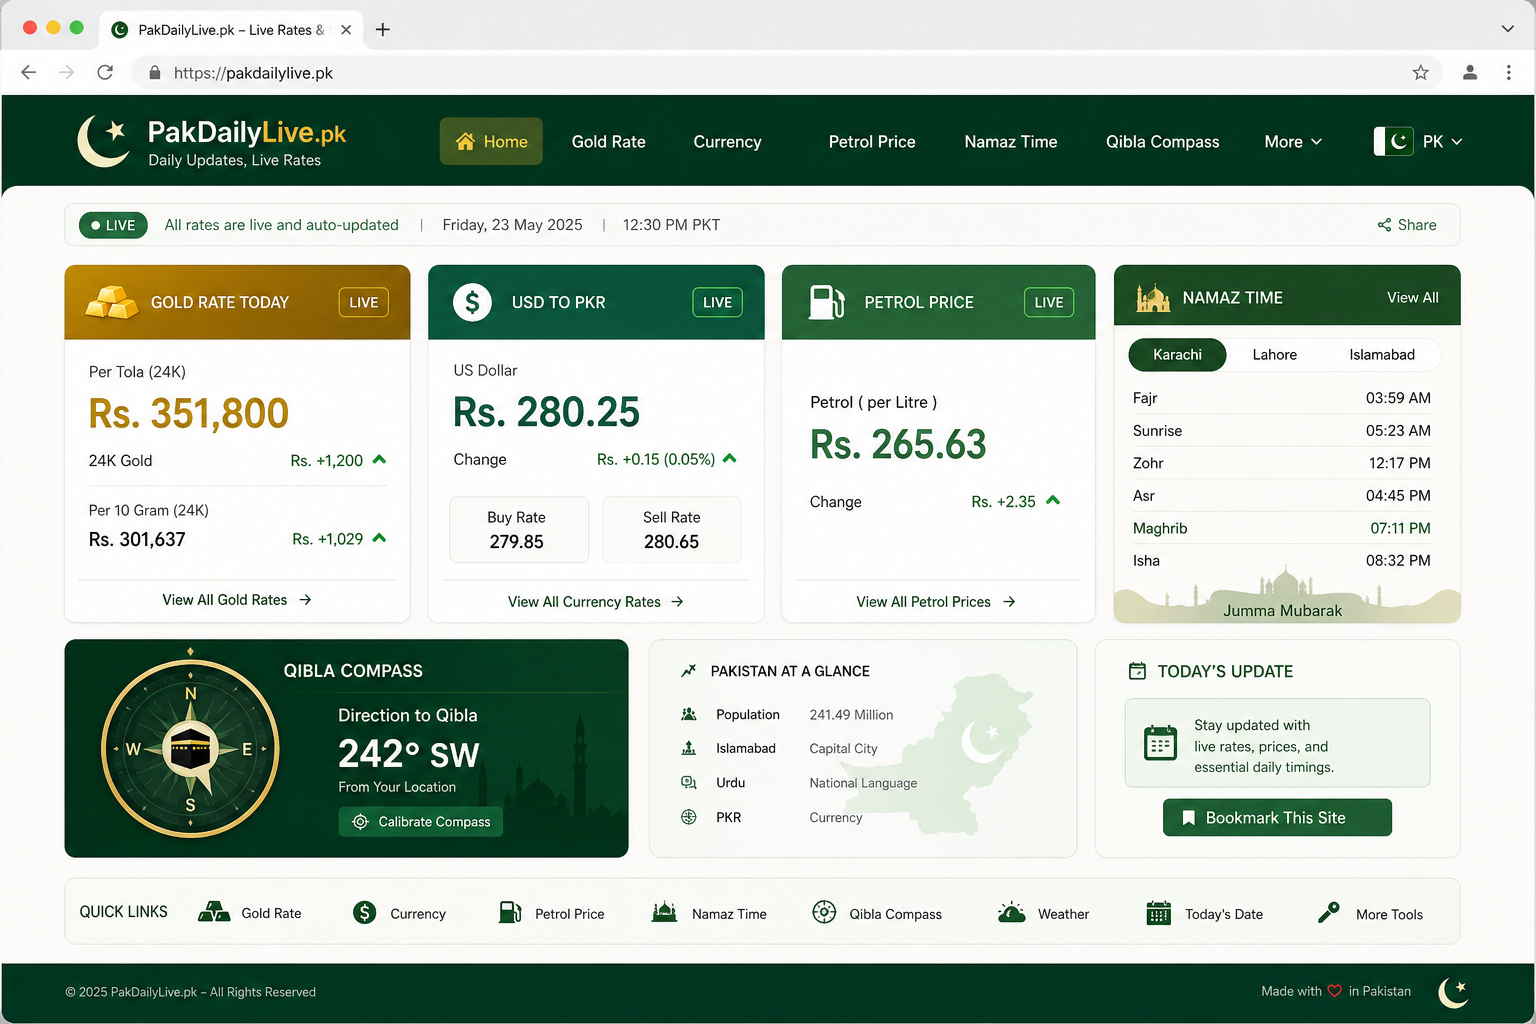 PakDailyLive.pk – Live Rates &
https://pakdailylive.pk
PakDailyLive.pk
Daily Updates, Live Rates
Home
Gold Rate
Currency
Petrol Price
Namaz Time
Qibla Compass
More
PK
LIVE
All rates are live and auto-updated | Friday, 23 May 2025 | 12:30 PM PKT
Share
GOLD RATE TODAY
LIVE
Per Tola (24K)
Rs. 351,800
24K Gold
Rs. +1,200
Per 10 Gram (24K)
Rs. 301,637
Rs. +1,029
View All Gold Rates →
USD TO PKR
LIVE
US Dollar
Rs. 280.25
Change
Rs. +0.15 (0.05%)
Buy Rate
279.85
Sell Rate
280.65
View All Currency Rates →
PETROL PRICE
LIVE
Petrol ( per Litre )
Rs. 265.63
Change
Rs. +2.35
View All Petrol Prices →
NAMAZ TIME
View All
Karachi
Lahore
Islamabad
Fajr 03:59 AM
Sunrise 05:23 AM
Zohr 12:17 PM
Asr 04:45 PM
Maghrib 07:11 PM
Isha 08:32 PM
Jumma Mubarak
N
W
E
S
QIBLA COMPASS
Direction to Qibla
242° SW
From Your Location
Calibrate Compass
PAKISTAN AT A GLANCE
Population 241.49 Million
Islamabad Capital City
Urdu National Language
PKR Currency
TODAY'S UPDATE
Stay updated with
live rates, prices, and
essential daily timings.
Bookmark This Site
QUICK LINKS
Gold Rate
Currency
Petrol Price
Namaz Time
Qibla Compass
Weather
Today's Date
More Tools
© 2025 PakDailyLive.pk – All Rights Reserved
Made with ♡ in Pakistan